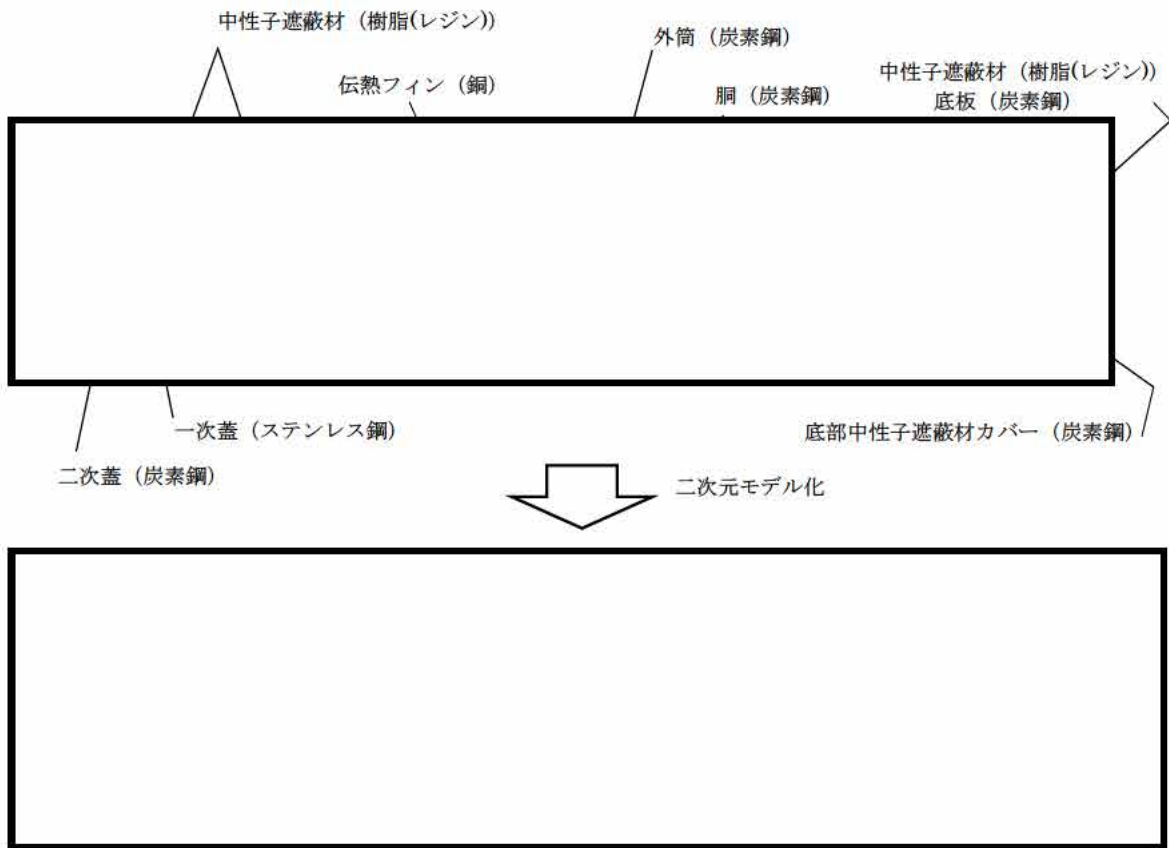 中性子遮蔽材（樹脂(レジン)）
外筒（炭素鋼）
伝熱フィン（銅）
胴（炭素鋼）
中性子遮蔽材（樹脂(レジン)）
底板（炭素鋼）
一次蓋（ステンレス鋼）
二次蓋（炭素鋼）
底部中性子遮蔽材カバー（炭素鋼）
二次元モデル化